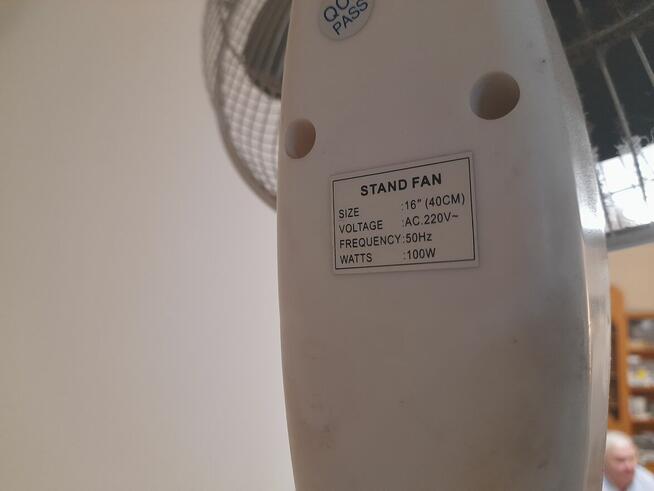 QC
PASS
STAND FAN
SIZE :16" (40CM)
VOLTAGE :AC.220V~
FREQUENCY:50Hz
WATTS :100W